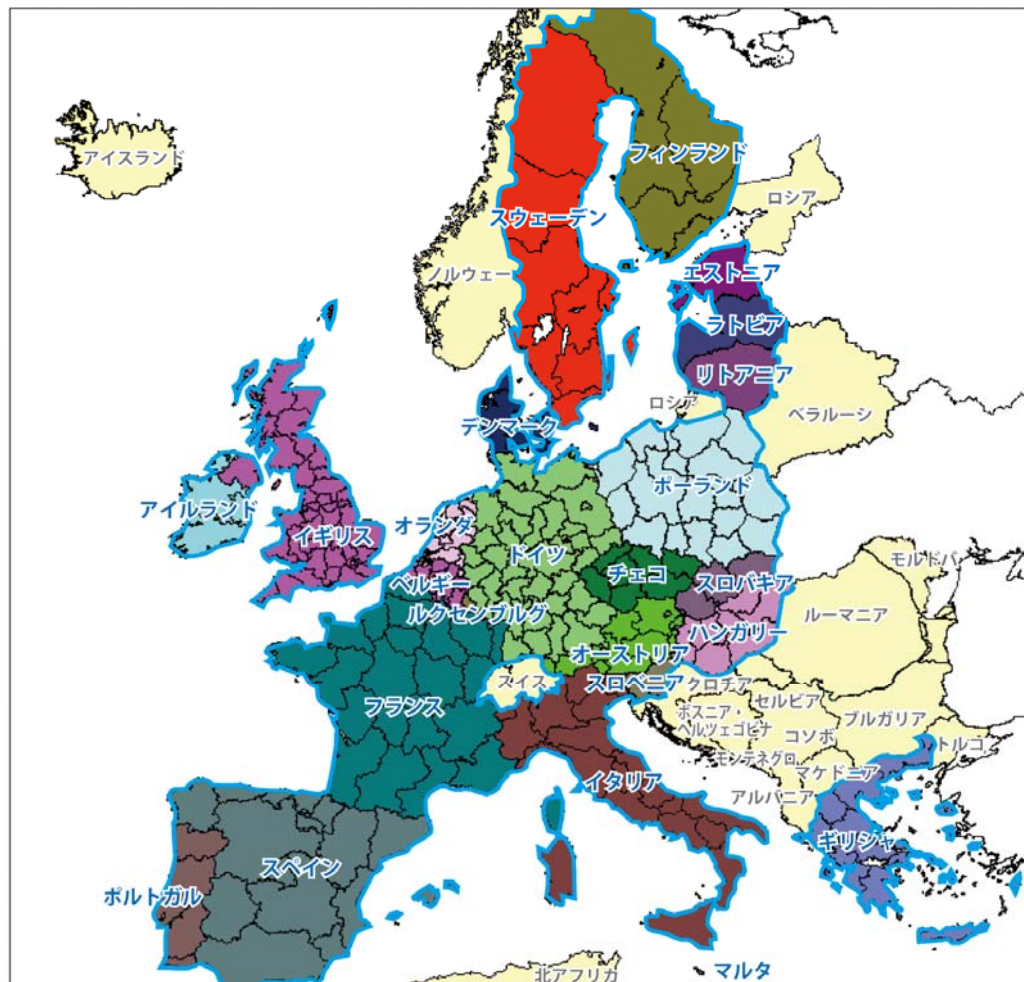 アイスランド
フィンランド
ロシア
スウェーデン
ノルウェー
エストニア
ラトビア
リトアニア
ロシア
ベラルーシ
デンマーク
ポーランド
アイルランド
イギリス
オランダ
ドイツ
ベルギー
チェコ
スロバキア
モルドバ
ルクセンブルグ
ルーマニア
ハンガリー
オーストリア
スイス
スロベニア
クロチア
セルビア
フランス
ボスニア・
ヘルツェゴビナ
ブルガリア
コソボ
トルコ
モンテネグロ
マケドニア
イタリア
アルバニア
ギリシャ
スペイン
ポルトガル
マルタ
北アフリカ